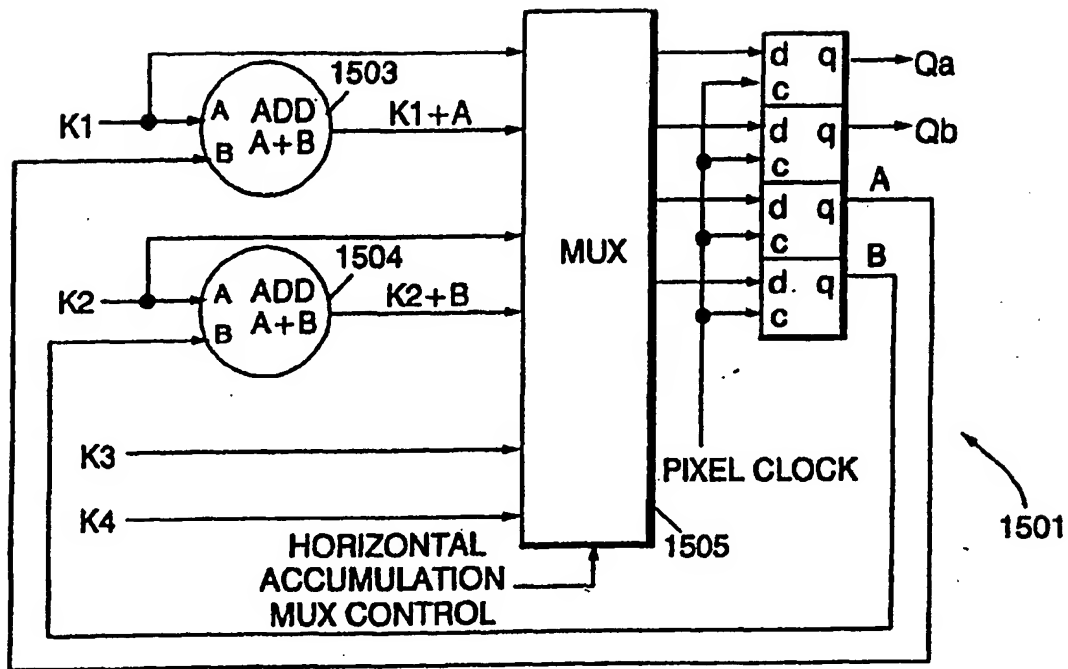 1503
K1
A
ADD
A+B
B
K1+A
1504
K2
A
ADD
A+B
B
K2+B
K3
K4
MUX
HORIZONTAL
ACCUMULATION
MUX CONTROL
1505
d q
c
d q
c
d q
c
d q
c
Qa
Qb
A
B
PIXEL CLOCK
1501